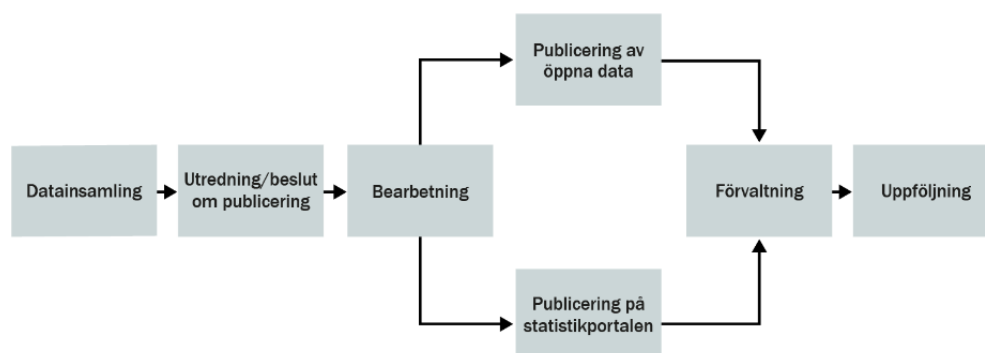 Datainsamling
Utredning/beslut
om publicering
Bearbetning
Publicering av
öppna data
Publicering på
statistikportalen
Förvaltning
Uppföljning